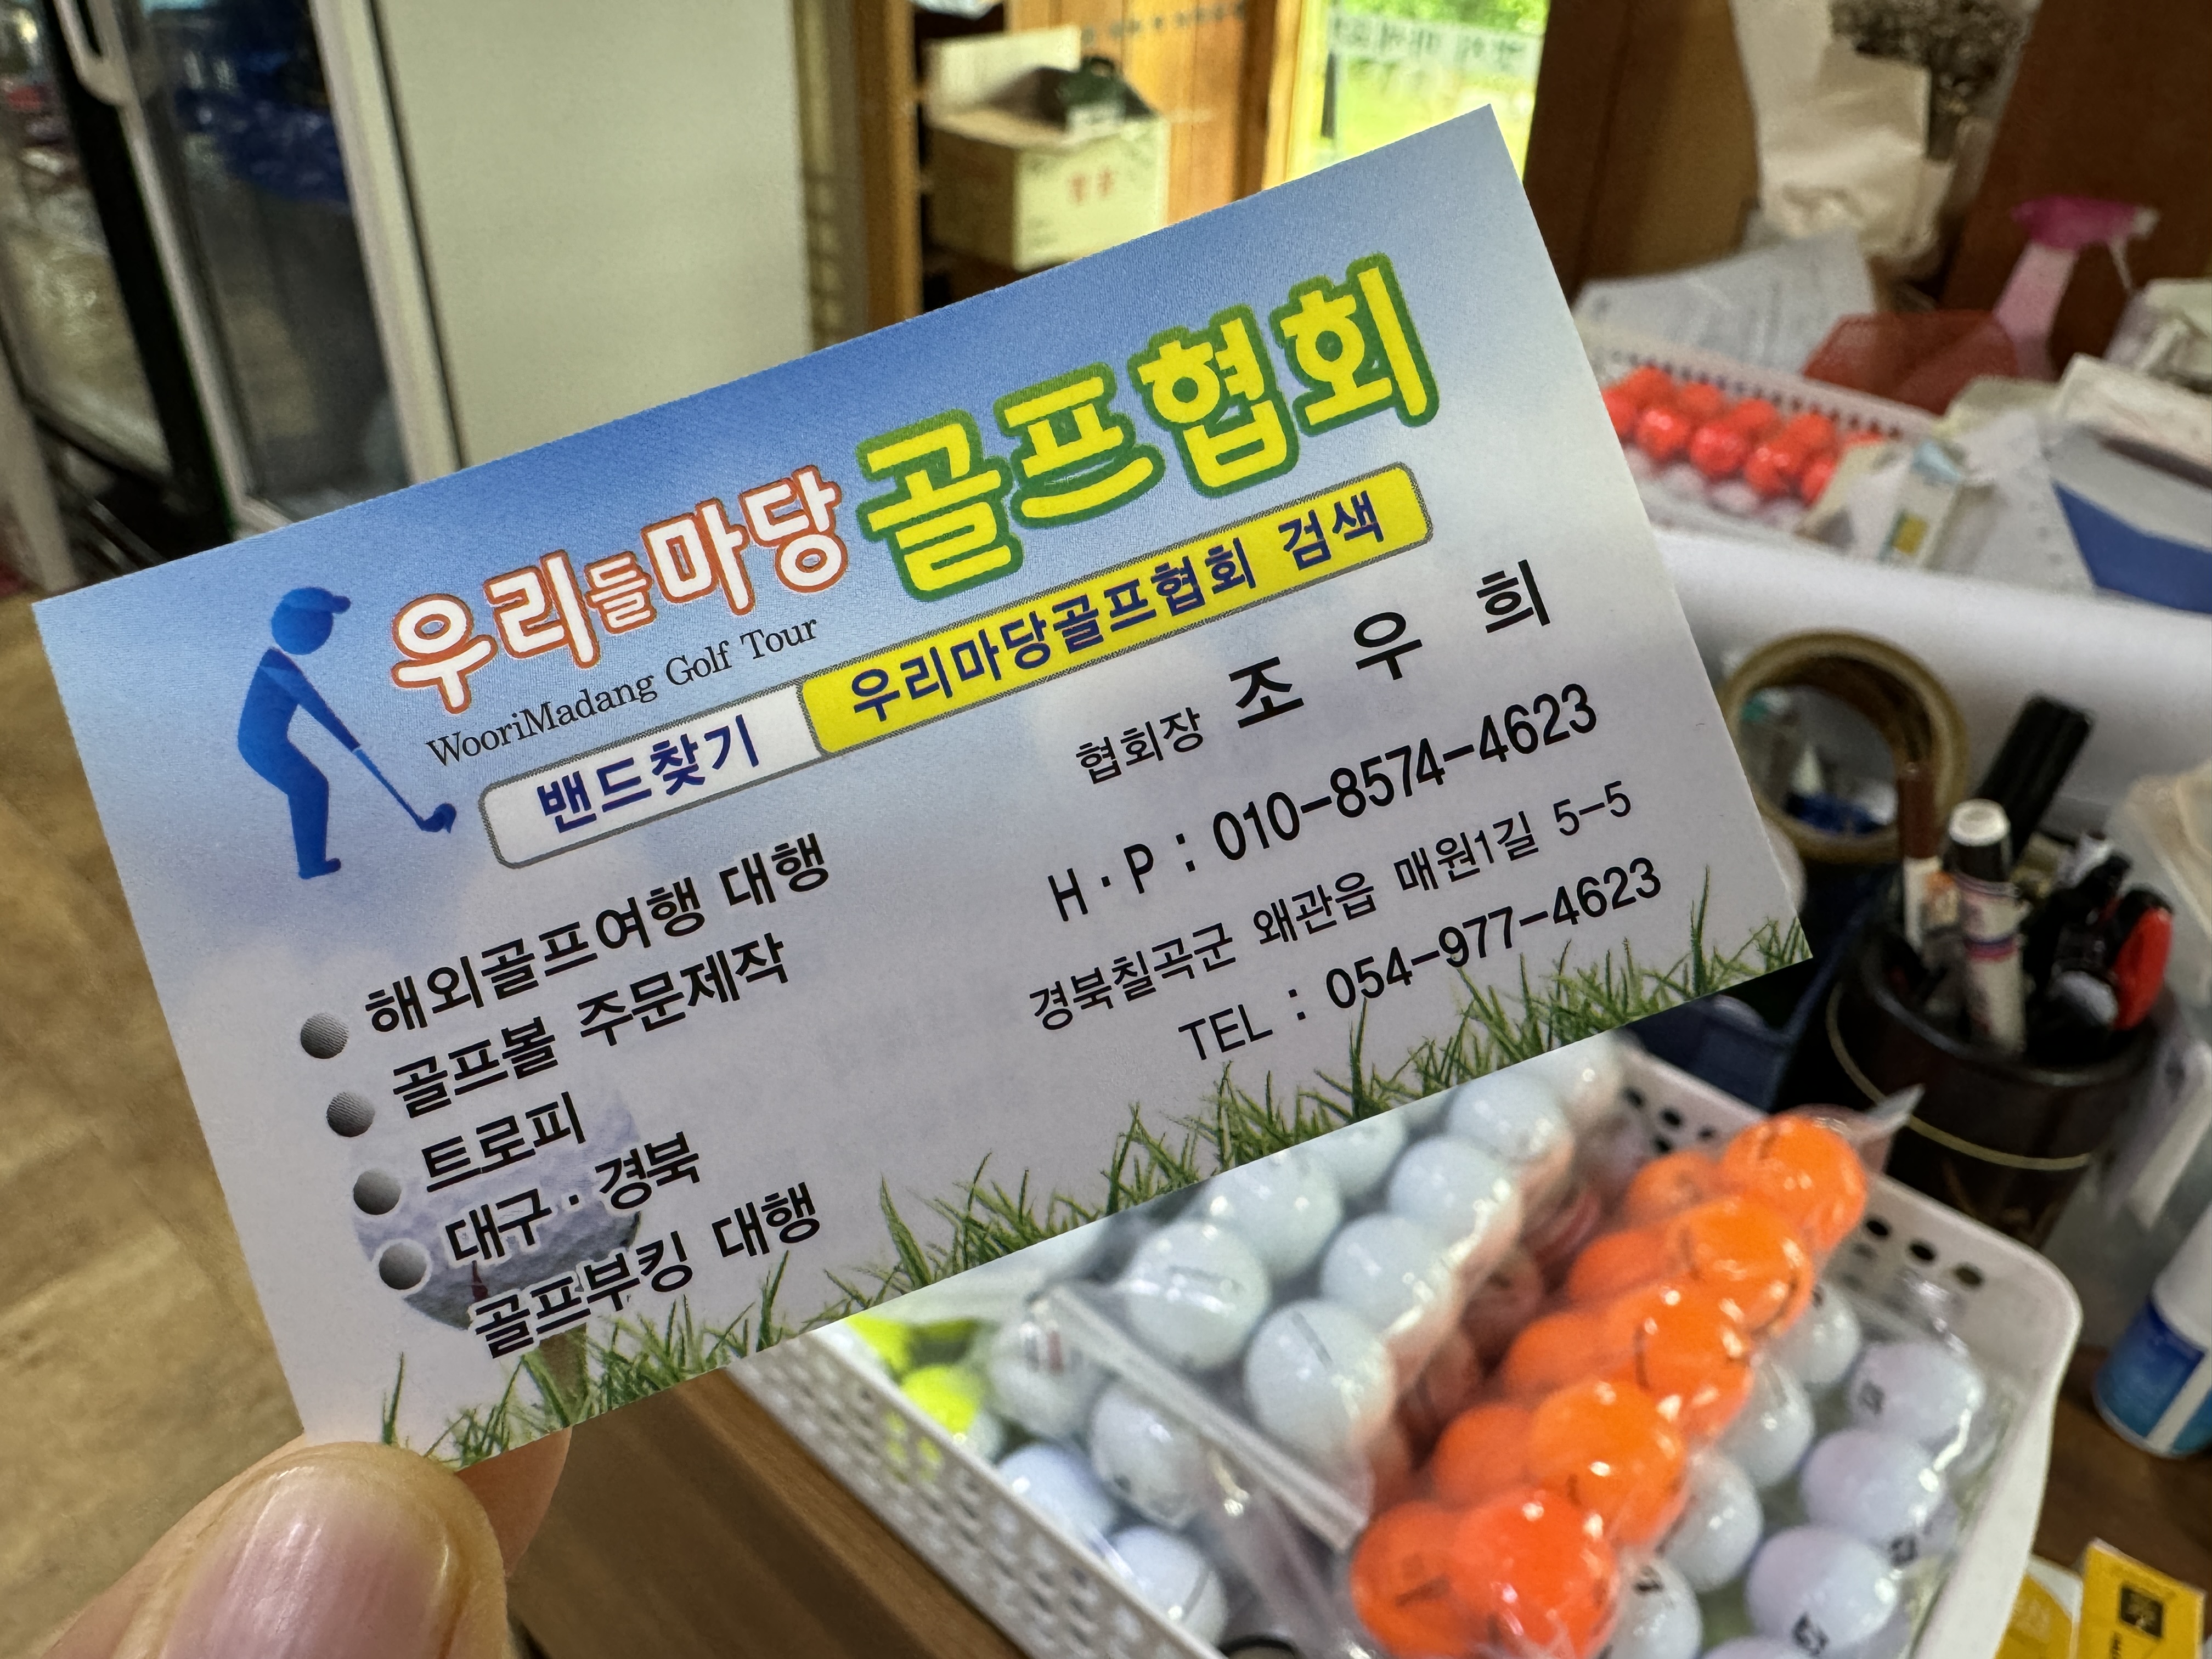 우리들마당 골프협회
WooriMadang Golf Tour
밴드찾기 우리마당골프협회 검색
협회장 조 우 희
H·P : 010-8574-4623
경북칠곡군 왜관읍 매원1길 5-5
TEL : 054-977-4623
해외골프여행 대행
골프볼 주문제작
트로피
대구·경북
골프부킹 대행